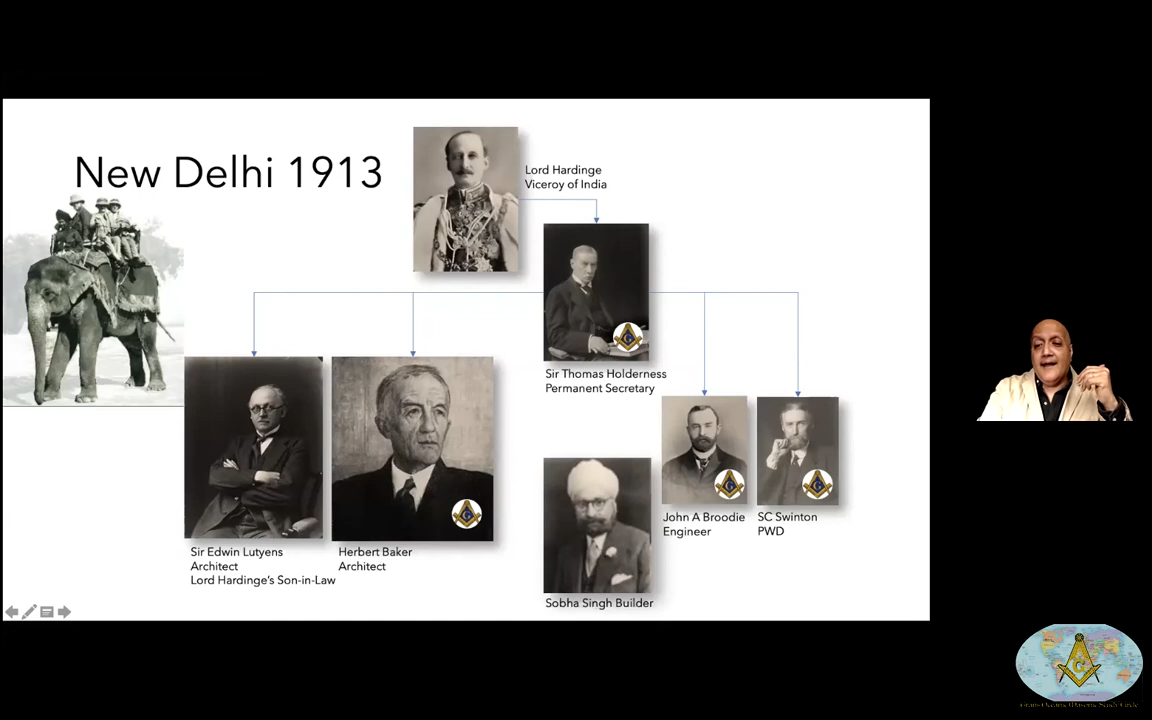 New Delhi 1913
Lord Hardinge
Viceroy of India
Sir Thomas Holderness
Permanent Secretary
Sir Edwin Lutyens
Architect
Lord Hardinge's Son-in-Law
Herbert Baker
Architect
John A Broodie
Engineer
SC Swinton
PWD
Sobha Singh Builder
G
G
G
G
G